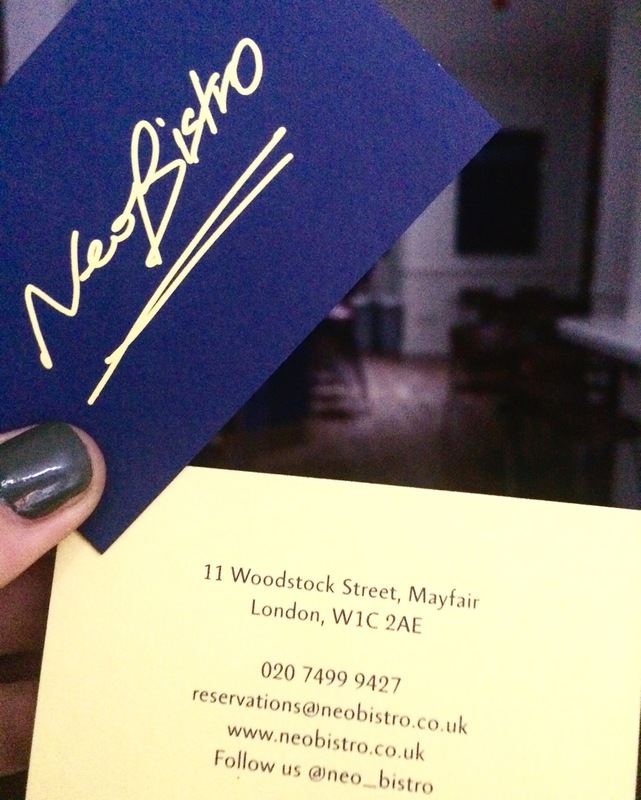 NeoBistro
11 Woodstock Street, Mayfair
London, W1C 2AE
020 7499 9427
reservations@neobistro.co.uk
www.neobistro.co.uk
Follow us @neo_bistro